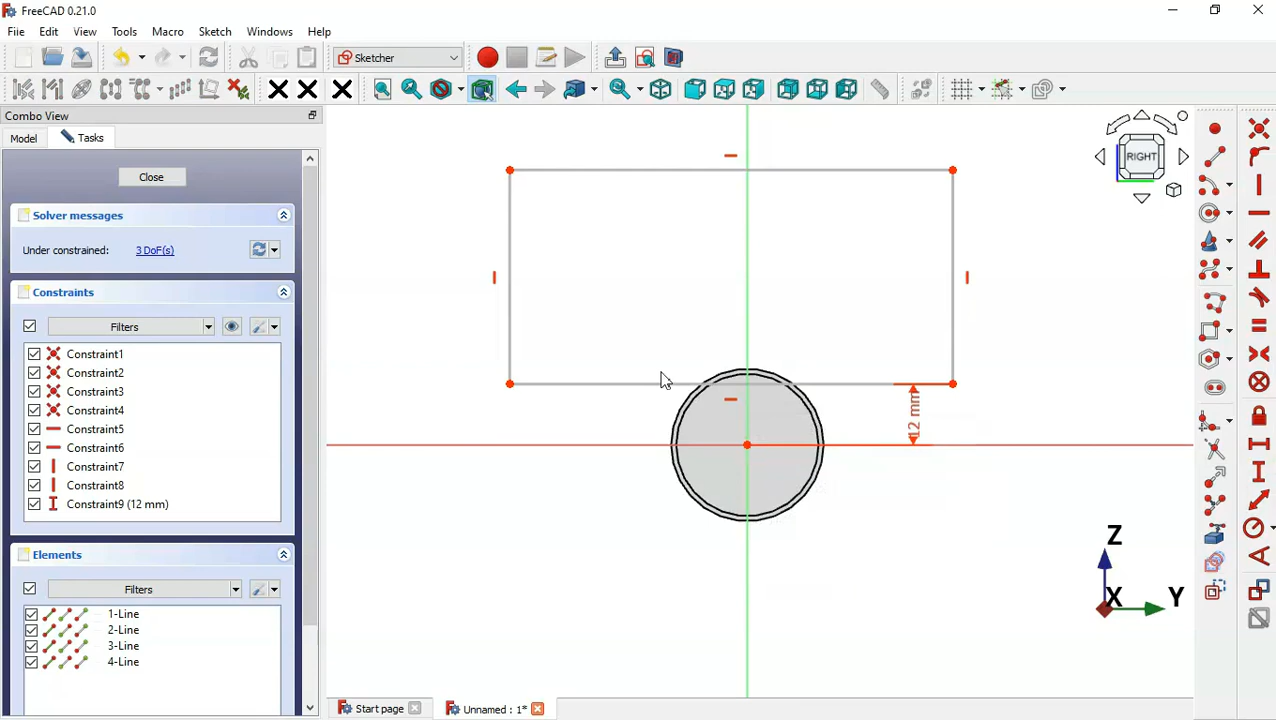 FreeCAD 0.21.0
File Edit View Tools Macro Sketch Windows Help
Sketcher
Combo View
Model Tasks
Close
Solver messages
Under constrained: 3 DoF(s)
Constraints
Filters
Constraint1
Constraint2
Constraint3
Constraint4
Constraint5
Constraint6
Constraint7
Constraint8
Constraint9 (12 mm)
Elements
Filters
1-Line
2-Line
3-Line
4-Line
12 mm
RIGHT
Z
X Y
Start page Unnamed : 1*